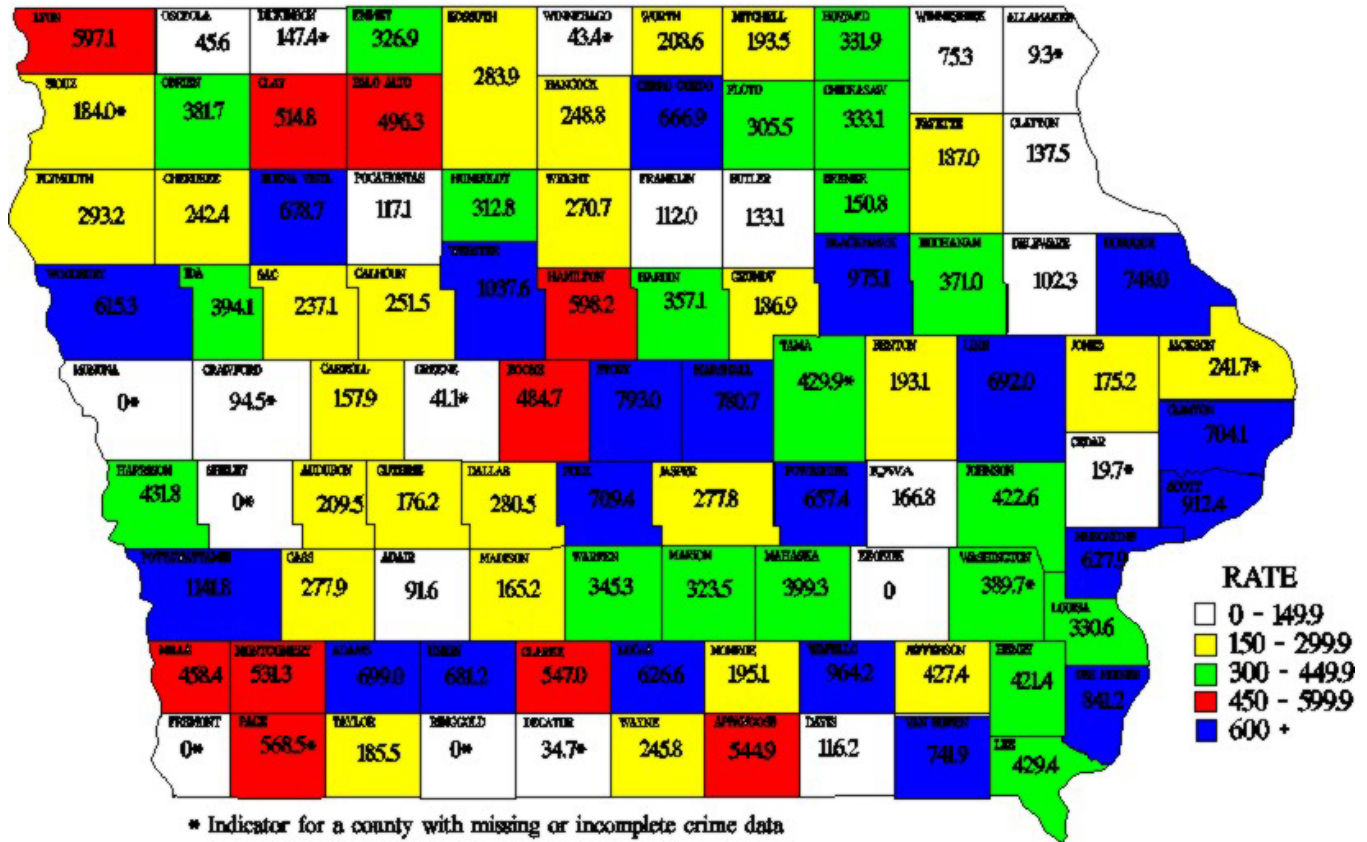 LYON
597.1
OSCEOLA
45.6
DICKINSON
147.4*
EMMET
326.9
KOSSUTH
283.9
WINNEBAGO
43.4*
WORTH
208.6
MITCHELL
193.5
HOWARD
331.9
WINNESHIEK
75.3
ALLAMAKEE
9.3*
SIOUX
184.0*
OBRIEN
381.7
CLAY
514.8
PALO ALTO
496.3
HANCOCK
248.8
CERRO GORDO
666.9
FLOYD
305.5
CHICKASAW
333.1
FAYETTE
187.0
CLAYTON
137.5
PLYMOUTH
293.2
CHEROKEE
242.4
BUENA VISTA
678.7
POCAHONTAS
117.1
HUMBOLDT
312.8
WRIGHT
270.7
FRANKLIN
112.0
BUTLER
133.1
BREMER
150.8
WOODBURY
615.3
IDA
394.1
SAC
237.1
CALHOUN
251.5
WEBSTER
1037.6
HAMILTON
598.2
HARDIN
357.1
GRUNDY
186.9
BLACKHAWK
975.1
BUCHANAN
371.0
DELEWARE
102.3
DUBUQUE
748.0
MONONA
0*
CRAWFORD
94.5*
CARROLL
157.9
GREENE
41.1*
BOONE
484.7
STORY
793.0
MARSHALL
780.7
TAMA
429.9*
BENTON
193.1
LINN
692.0
JONES
175.2
JACKSON
241.7*
CLINTON
704.1
CEDAR
19.7*
SCOTT
912.4
HARRISON
431.8
SHELBY
0*
AUDUBON
209.5
GUTHRIE
176.2
DALLAS
280.5
POLK
709.4
JASPER
277.8
POWESHIEK
657.4
IOWA
166.8
JOHNSON
422.6
MUSCATINE
627.9
POTTAWATTAMIE
1141.8
CASS
277.9
ADAIR
91.6
MADISON
165.2
WARREN
345.3
MARION
323.5
MAHASKA
399.3
KEOKUK
0
WASHINGTON
389.7*
LOUISA
330.6
MILLS
458.4
MONTGOMERY
531.3
ADAMS
699.0
UNION
681.2
CLARKE
547.0
LUCAS
626.6
MONROE
195.1
WAPELLO
964.2
JEFFERSON
427.4
HENRY
421.4
DES MOINES
841.2
FREMONT
0*
PAGE
568.5*
TAYLOR
185.5
RINGGOLD
0*
DECATUR
34.7*
WAYNE
245.8
APPANOOSE
544.9
DAVIS
116.2
VAN BUREN
741.9
LEE
429.4
RATE
0 - 149.9
150 - 299.9
300 - 449.9
450 - 599.9
600 +
* Indicator for a county with missing or incomplete crime data